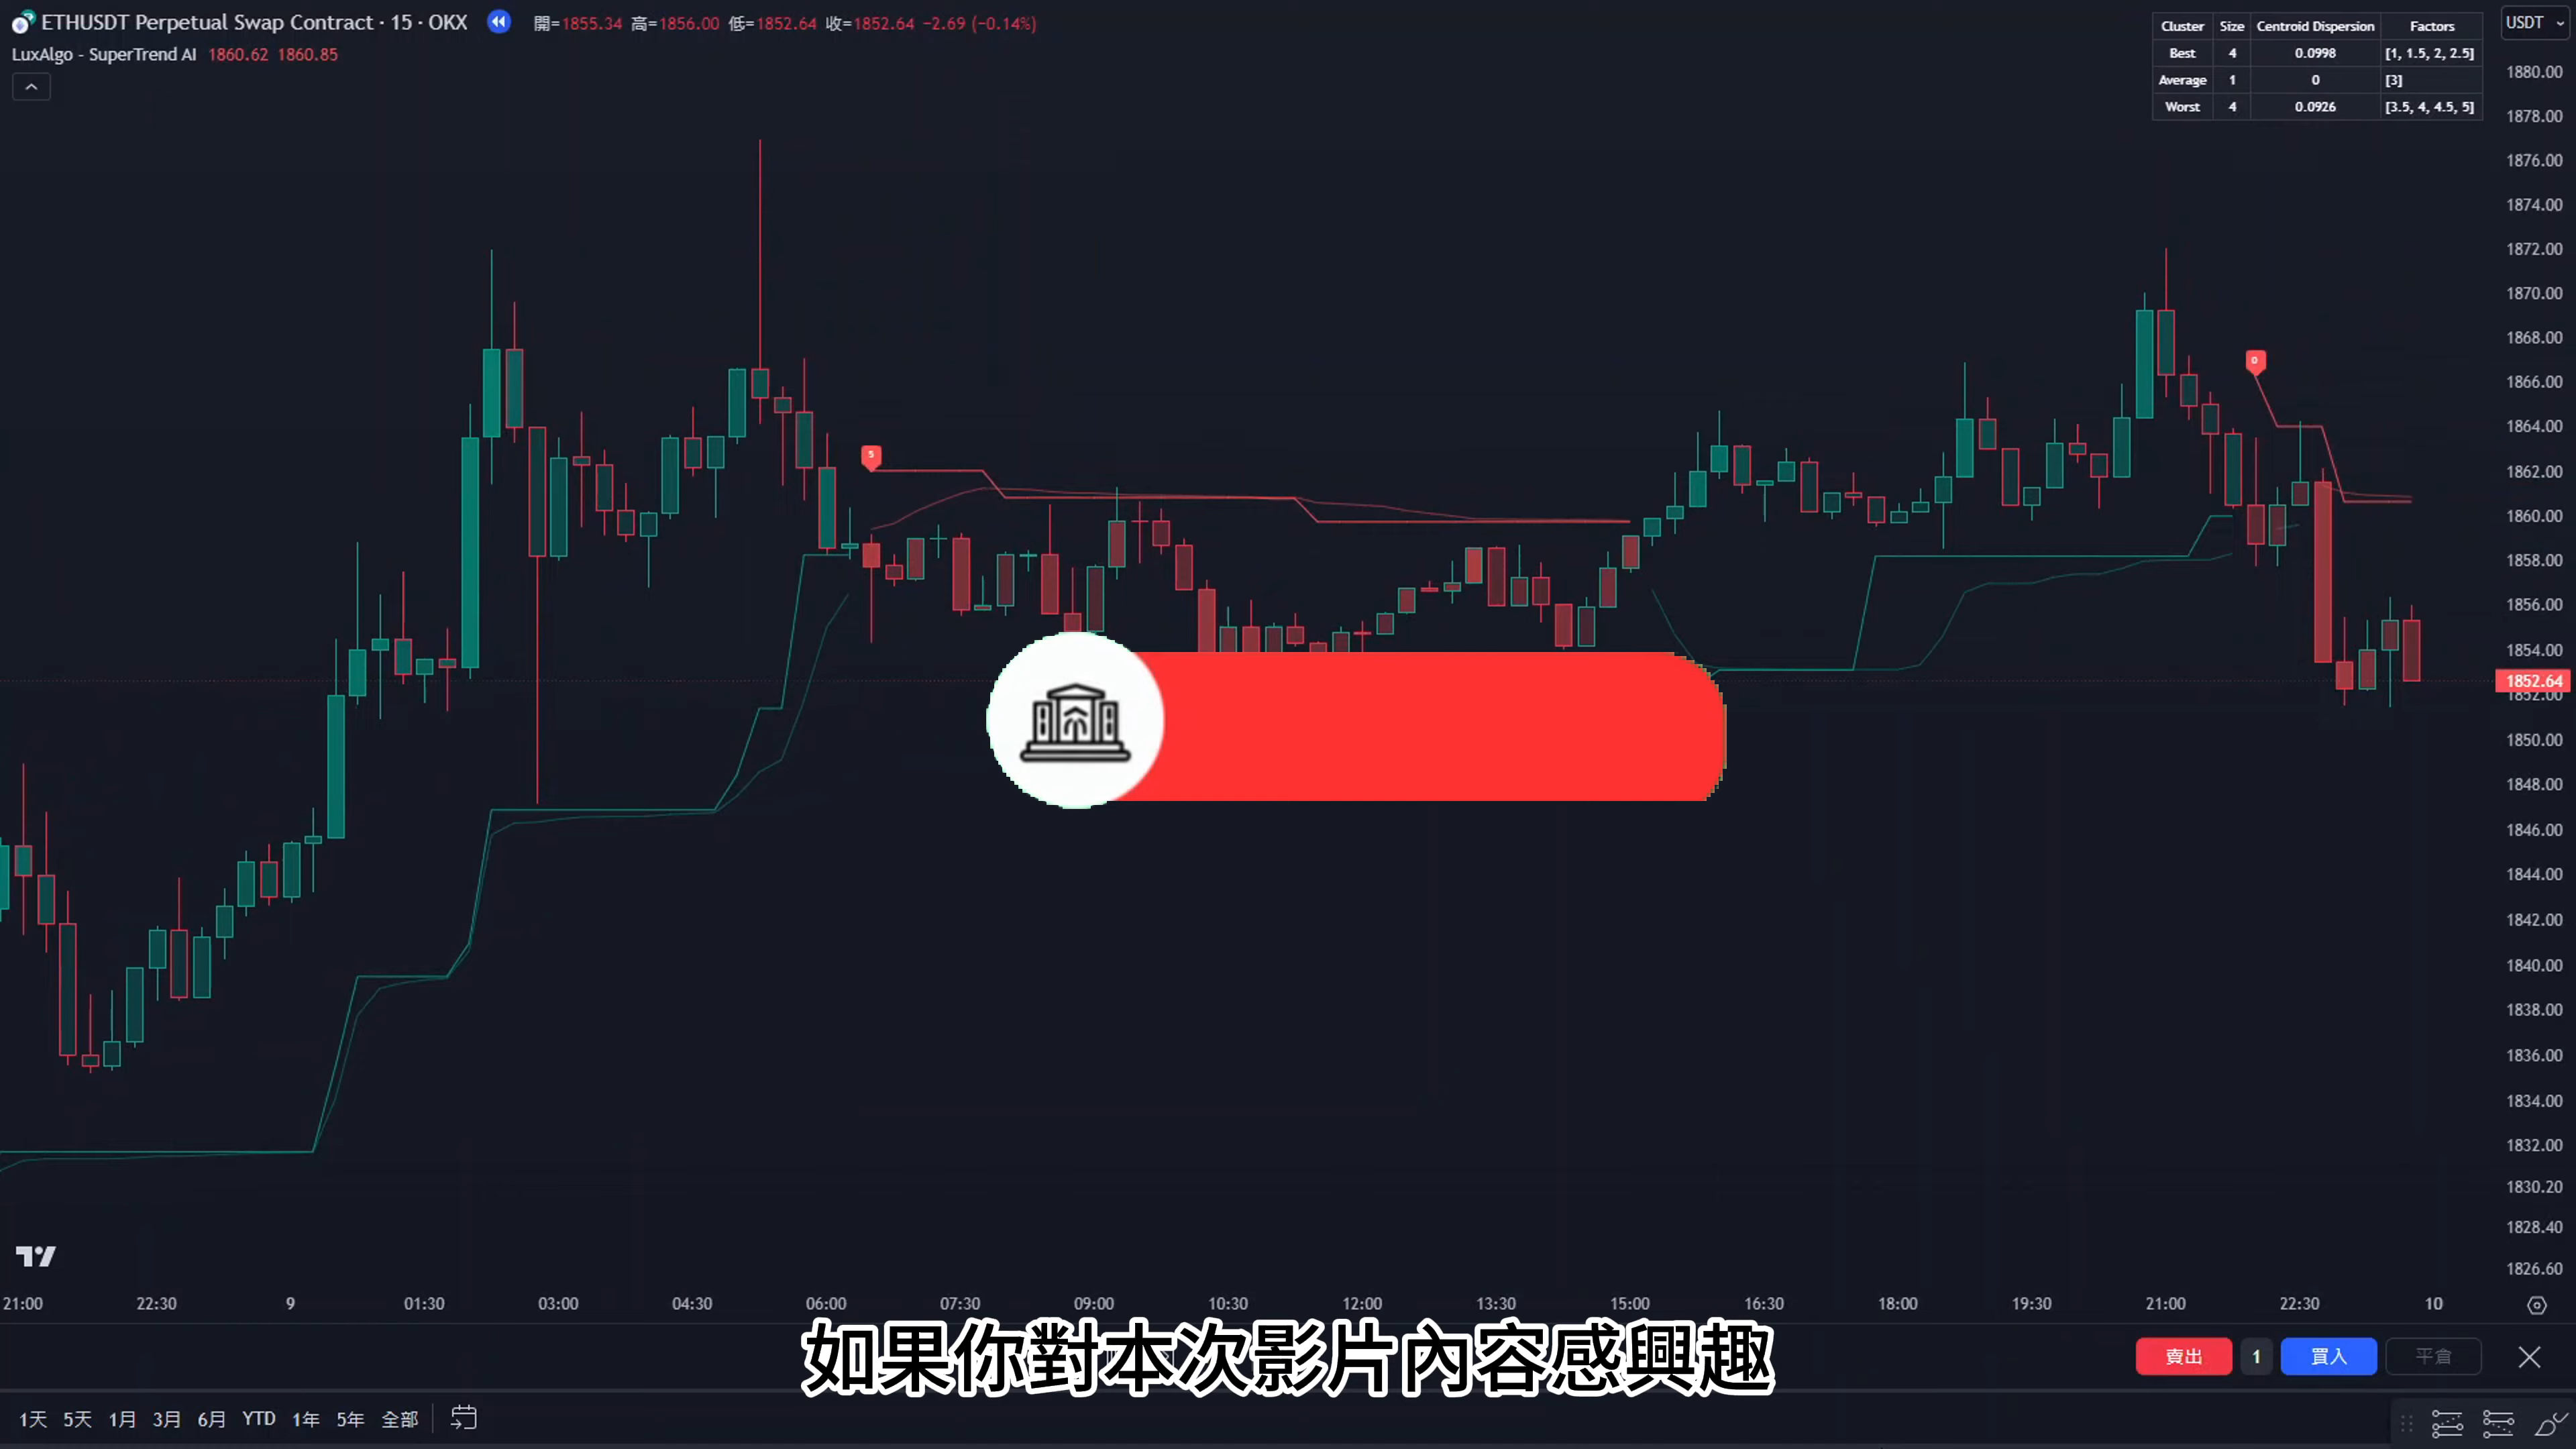 ETHUSDT Perpetual Swap Contract · 15 · OKX 開=1855.34 高=1856.00 低=1852.64 收=1852.64 −2.69 (−0.14%)
LuxAlgo - SuperTrend AI 1860.62 1860.85
Cluster Size Centroid Dispersion Factors
Best 4 0.0998 [1, 1.5, 2, 2.5]
Average 1 0 [3]
Worst 4 0.0926 [3.5, 4, 4.5, 5]
USDT
1880.00
1878.00
1876.00
1874.00
1872.00
1870.00
1868.00
1866.00
1864.00
1862.00
1860.00
1858.00
1856.00
1854.00
1852.64
1852.00
1850.00
1848.00
1846.00
1844.00
1842.00
1840.00
1838.00
1836.00
1834.00
1832.00
1830.20
1828.40
1826.60
5
0
21:00 22:30 9 01:30 03:00 04:30 06:00 07:30 09:00 10:30 12:00 13:30 15:00 16:30 18:00 19:30 21:00 22:30 10
如果你對本次影片內容感興趣
賣出 1 買入 平倉
1天 5天 1月 3月 6月 YTD 1年 5年 全部